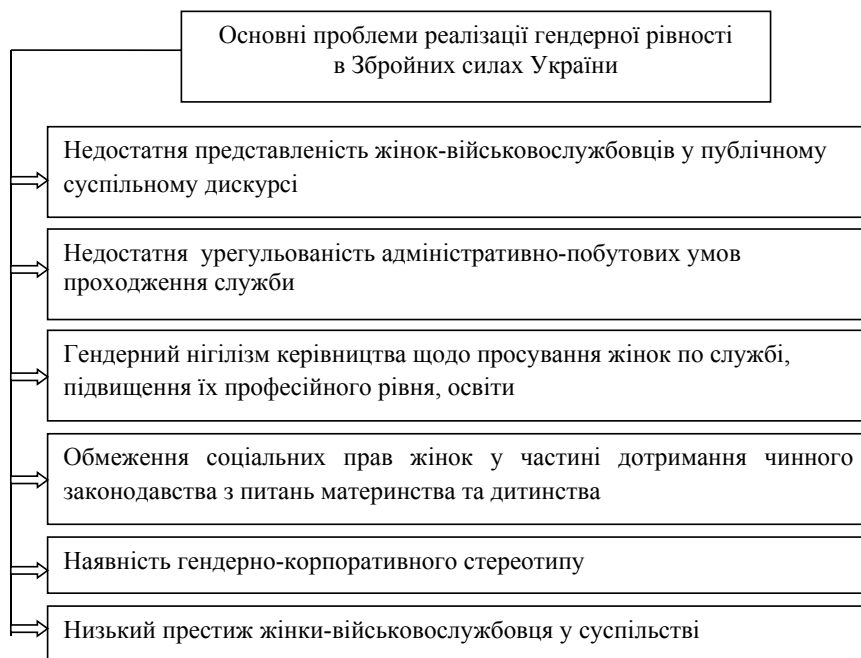 Основні проблеми реалізації гендерної рівності
в Збройних силах України
Недостатня представленість жінок-військовослужбовців у публічному
суспільному дискурсі
Недостатня урегульованість адміністративно-побутових умов
проходження служби
Гендерний нігілізм керівництва щодо просування жінок по службі,
підвищення їх професійного рівня, освіти
Обмеження соціальних прав жінок у частині дотримання чинного
законодавства з питань материнства та дитинства
Наявність гендерно-корпоративного стереотипу
Низький престиж жінки-військовослужбовця у суспільстві